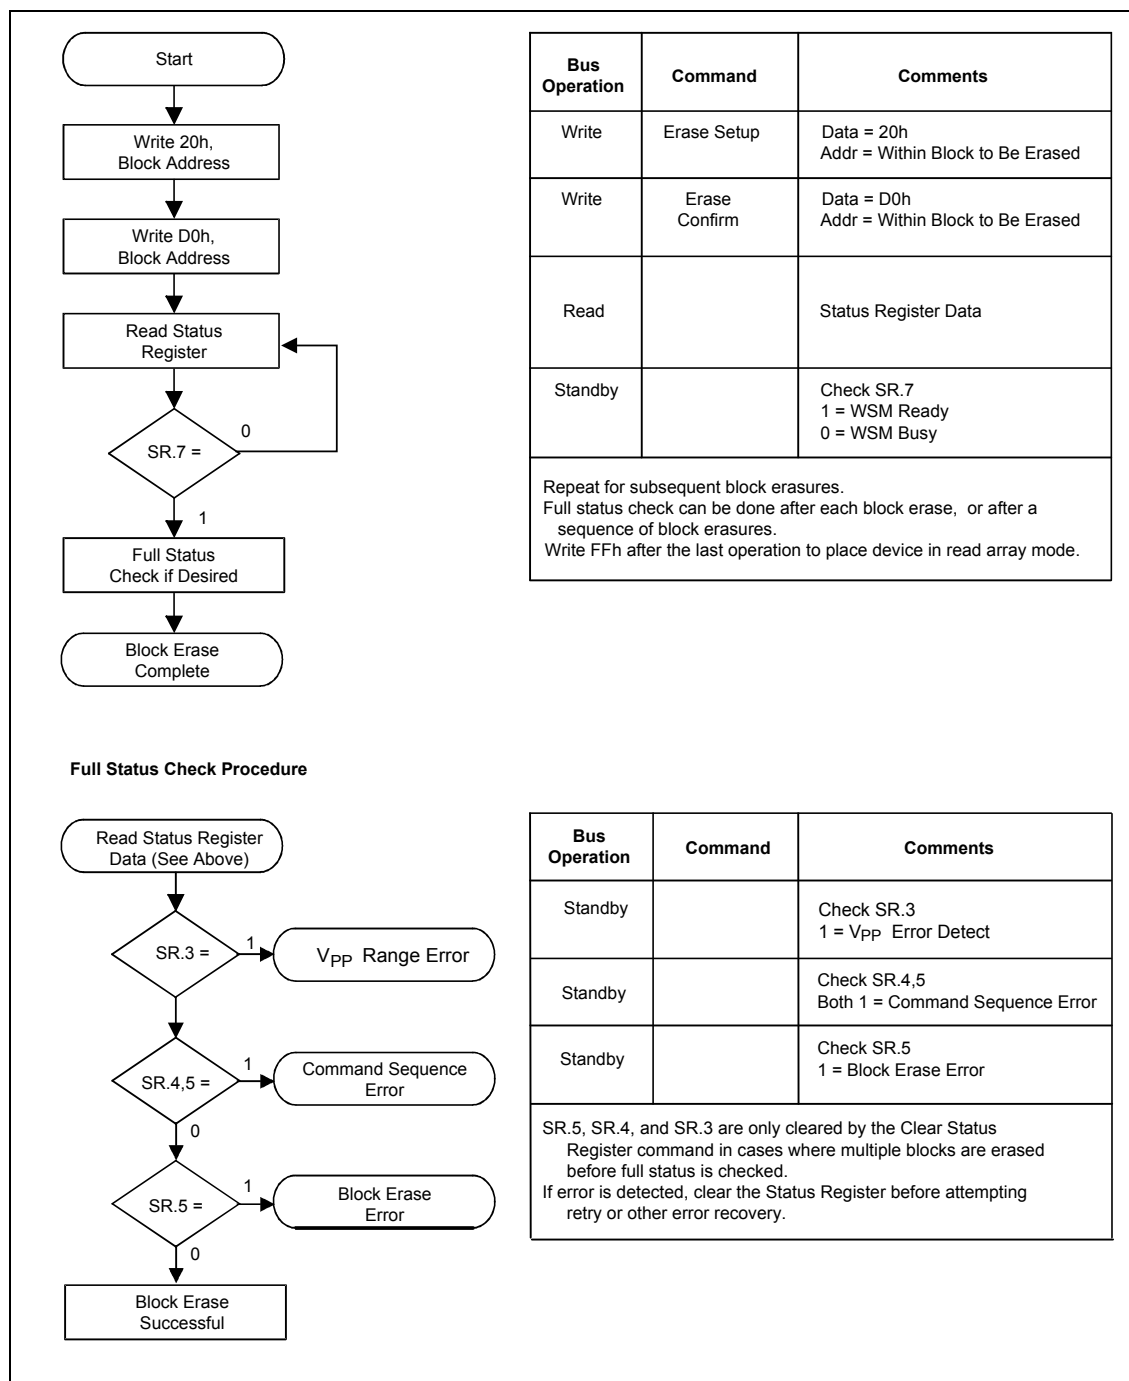 Start
Write 20h,
Block Address
Write D0h,
Block Address
Read Status
Register
0
SR.7 =
1
Full Status
Check if Desired
Block Erase
Complete
Bus
Operation
Command
Comments
Write
Erase Setup
Data = 20h
Addr = Within Block to Be Erased
Write
Erase
Confirm
Data = D0h
Addr = Within Block to Be Erased
Read
Status Register Data
Standby
Check SR.7
1 = WSM Ready
0 = WSM Busy
Repeat for subsequent block erasures.
Full status check can be done after each block erase, or after a
sequence of block erasures.
Write FFh after the last operation to place device in read array mode.
Full Status Check Procedure
Read Status Register
Data (See Above)
SR.3 =
1
VPP Range Error
SR.4,5 =
1
Command Sequence
Error
0
SR.5 =
1
Block Erase
Error
0
Block Erase
Successful
Bus
Operation
Command
Comments
Standby
Check SR.3
1 = VPP Error Detect
Standby
Check SR.4,5
Both 1 = Command Sequence Error
Standby
Check SR.5
1 = Block Erase Error
SR.5, SR.4, and SR.3 are only cleared by the Clear Status
Register command in cases where multiple blocks are erased
before full status is checked.
If error is detected, clear the Status Register before attempting
retry or other error recovery.